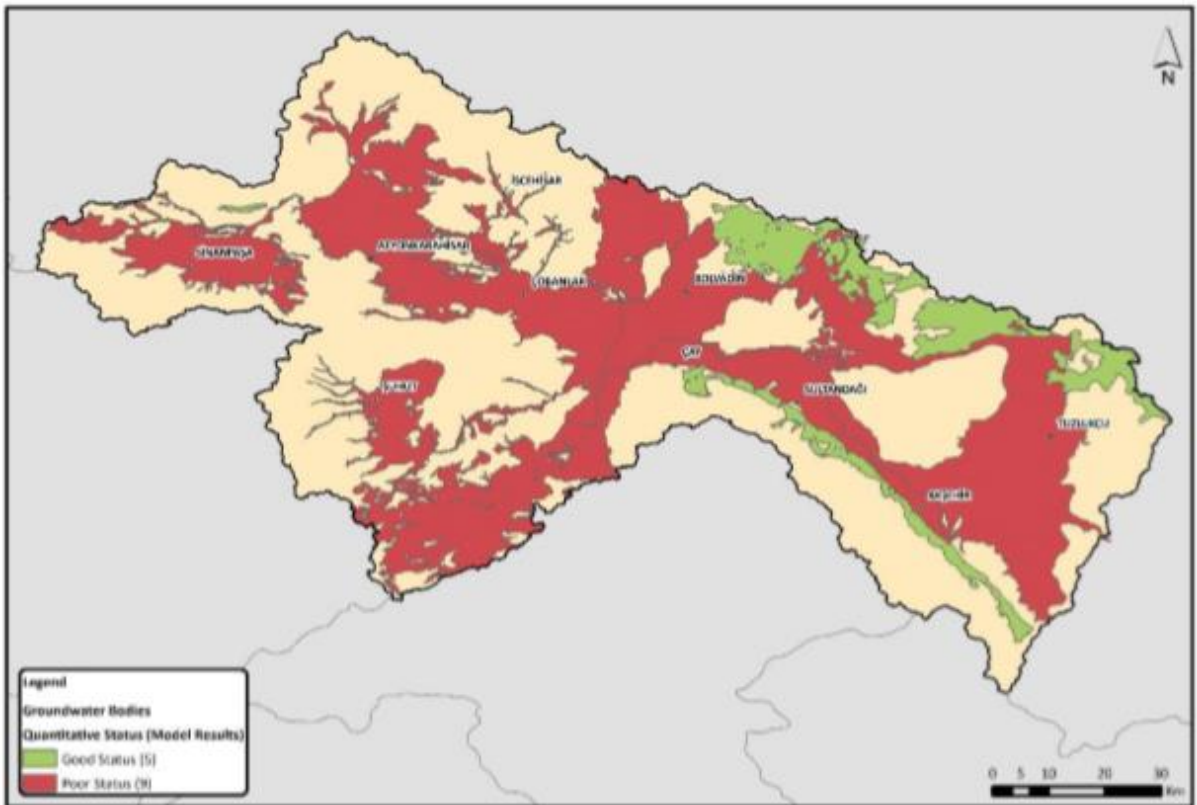 N
İSCEHİSAR
AFYONKARAHİSAR
SİNANPAŞA
ÇOBANLAR
BOLVADİN
ÇAY
ŞUHUT
SULTANDAĞI
TUZLUKÇU
AKŞEHİR
Legend
Groundwater Bodies
Quantitative Status (Model Results)
Good Status (5)
Poor Status (9)
0 5 10 20 30
Km